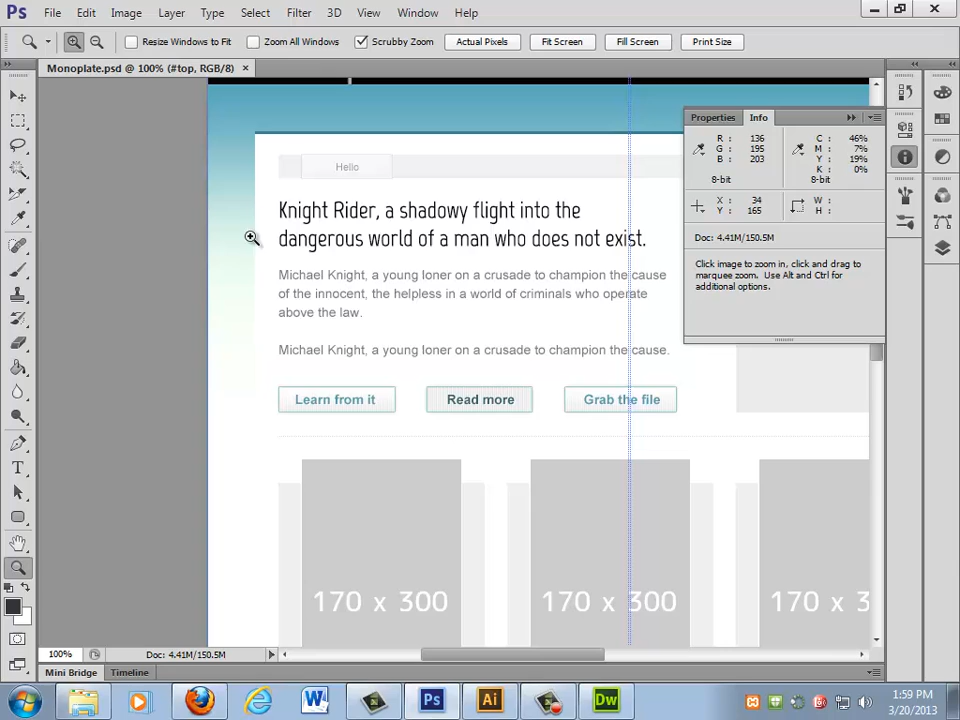 Ps File Edit Image Layer Type Select Filter 3D View Window Help
Resize Windows to Fit Zoom All Windows Scrubby Zoom Actual Pixels Fit Screen Fill Screen Print Size
Monoplate.psd @ 100% (#top, RGB/8) ×
Properties Info
R : 136 C : 46%
G : 195 M : 7%
B : 203 Y : 19%
K : 0%
8-bit 8-bit
X : 34 W :
Y : 165 H :
Doc: 4.41M/150.5M
Click image to zoom in, click and drag to
marquee zoom. Use Alt and Ctrl for
additional options.
Hello
Knight Rider, a shadowy flight into the
dangerous world of a man who does not exist.
Michael Knight, a young loner on a crusade to champion the cause
of the innocent, the helpless in a world of criminals who operate
above the law.
Michael Knight, a young loner on a crusade to champion the cause.
Learn from it Read more Grab the file
170 x 300 170 x 300 170 x 3
100% Doc: 4.41M/150.5M
Mini Bridge Timeline
W Ps Ai Dw
1:59 PM
3/20/2013